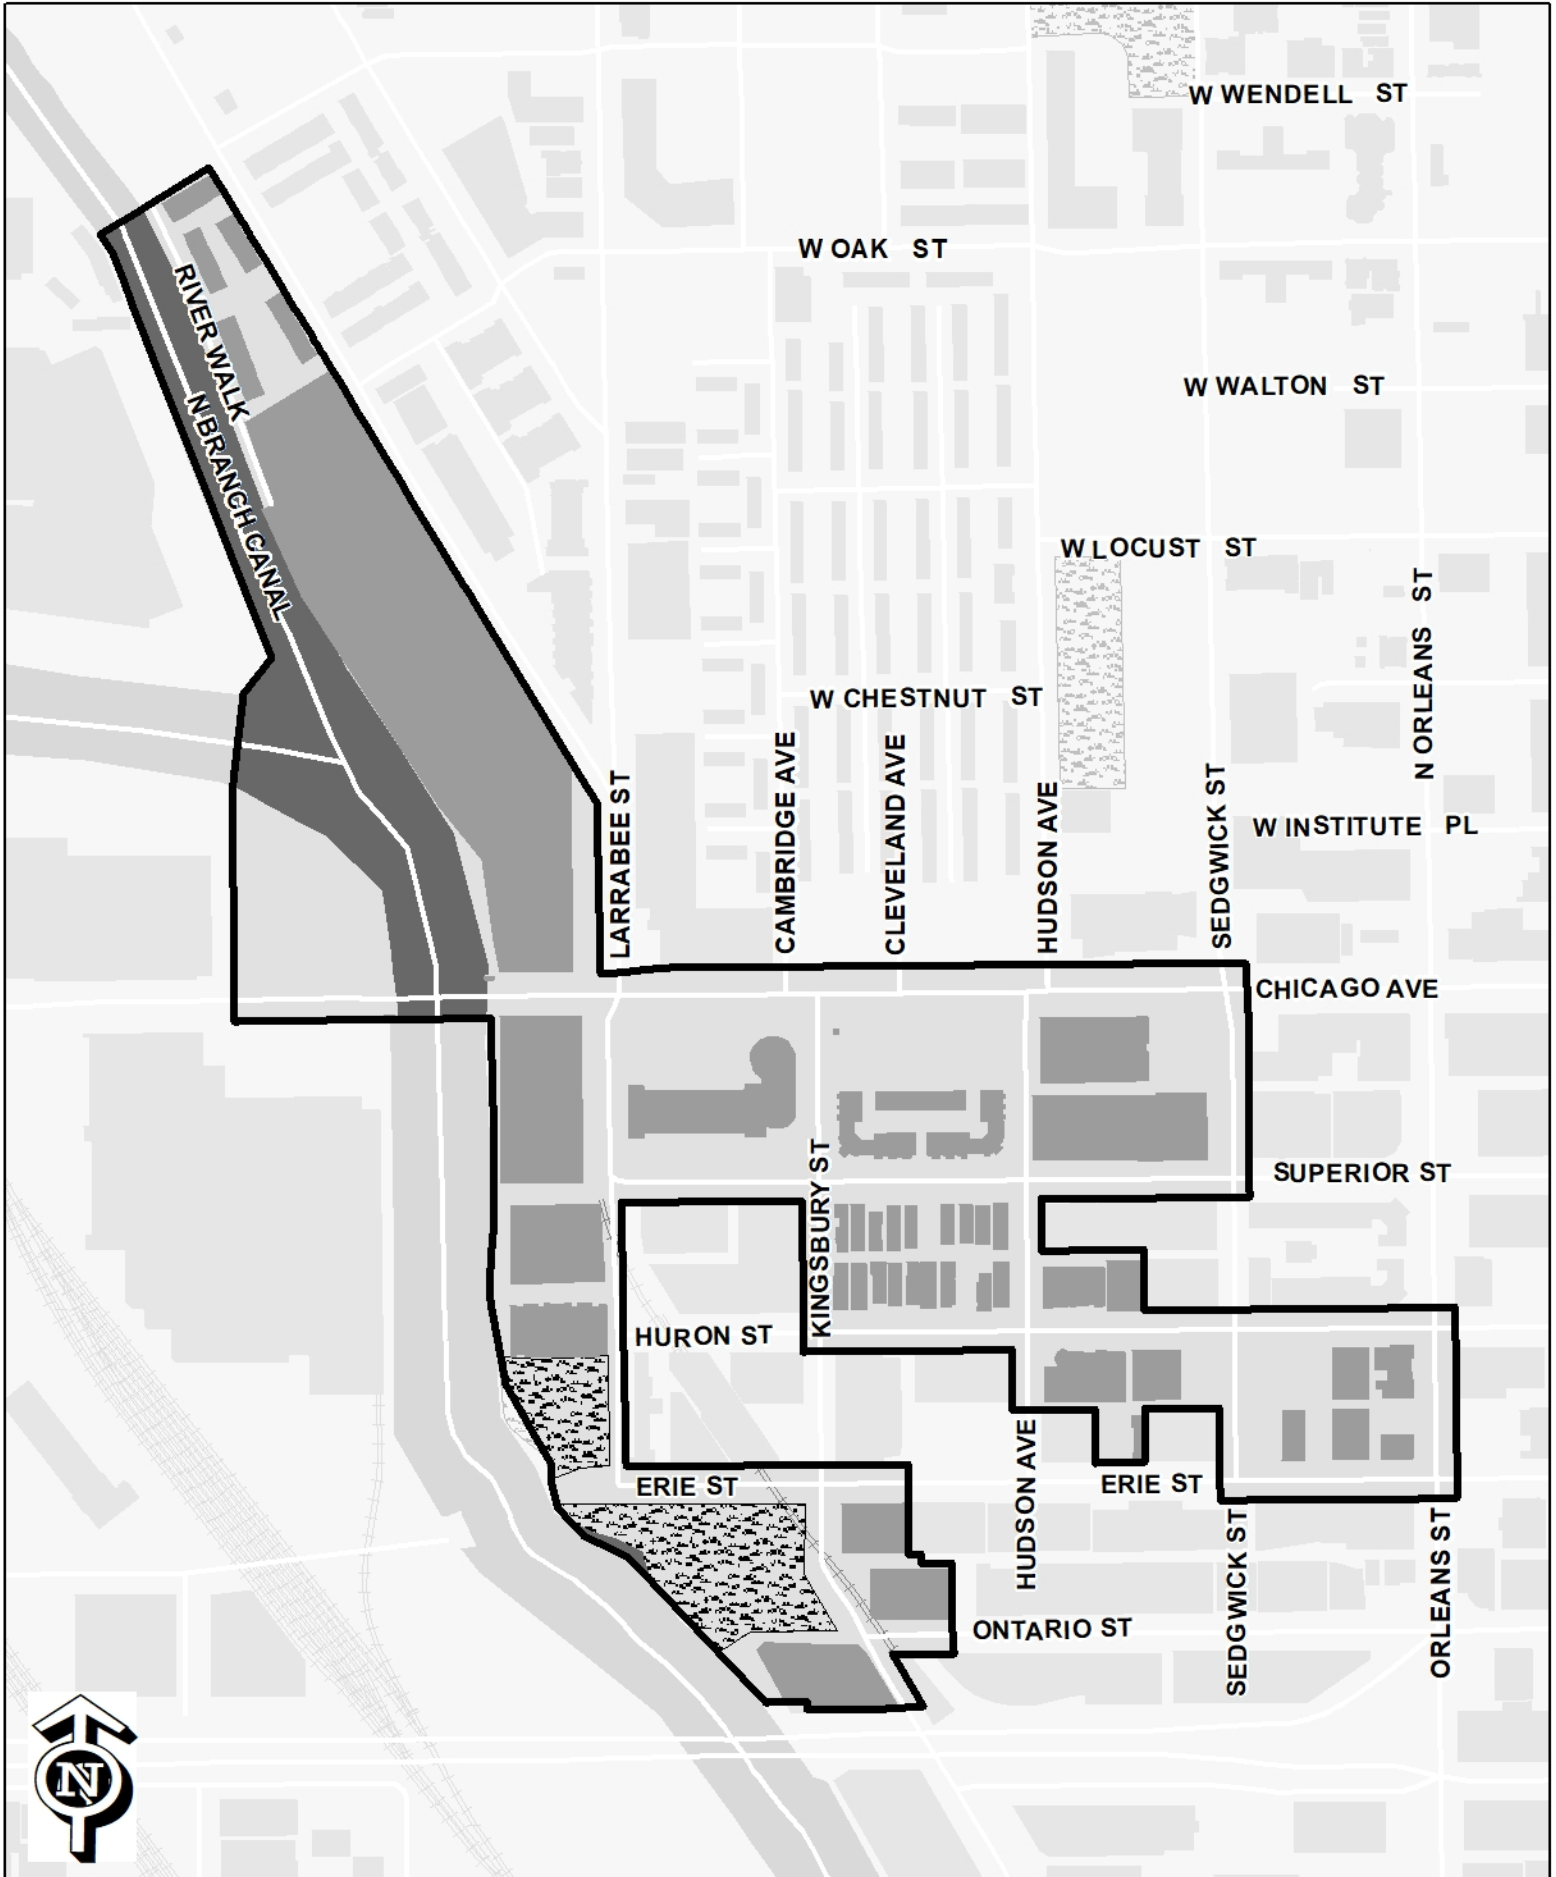 W WENDELL ST
W OAK ST
RIVER WALK
W WALTON ST
N BRANCH CANAL
W LOCUST ST
N ORLEANS ST
W CHESTNUT ST
LARRABEE ST
CAMBRIDGE AVE
CLEVELAND AVE
HUDSON AVE
SEDGWICK ST
W INSTITUTE PL
CHICAGO AVE
SUPERIOR ST
KINGSBURY ST
HURON ST
ERIE ST
HUDSON AVE
ERIE ST
SEDGWICK ST
ORLEANS ST
ONTARIO ST
N